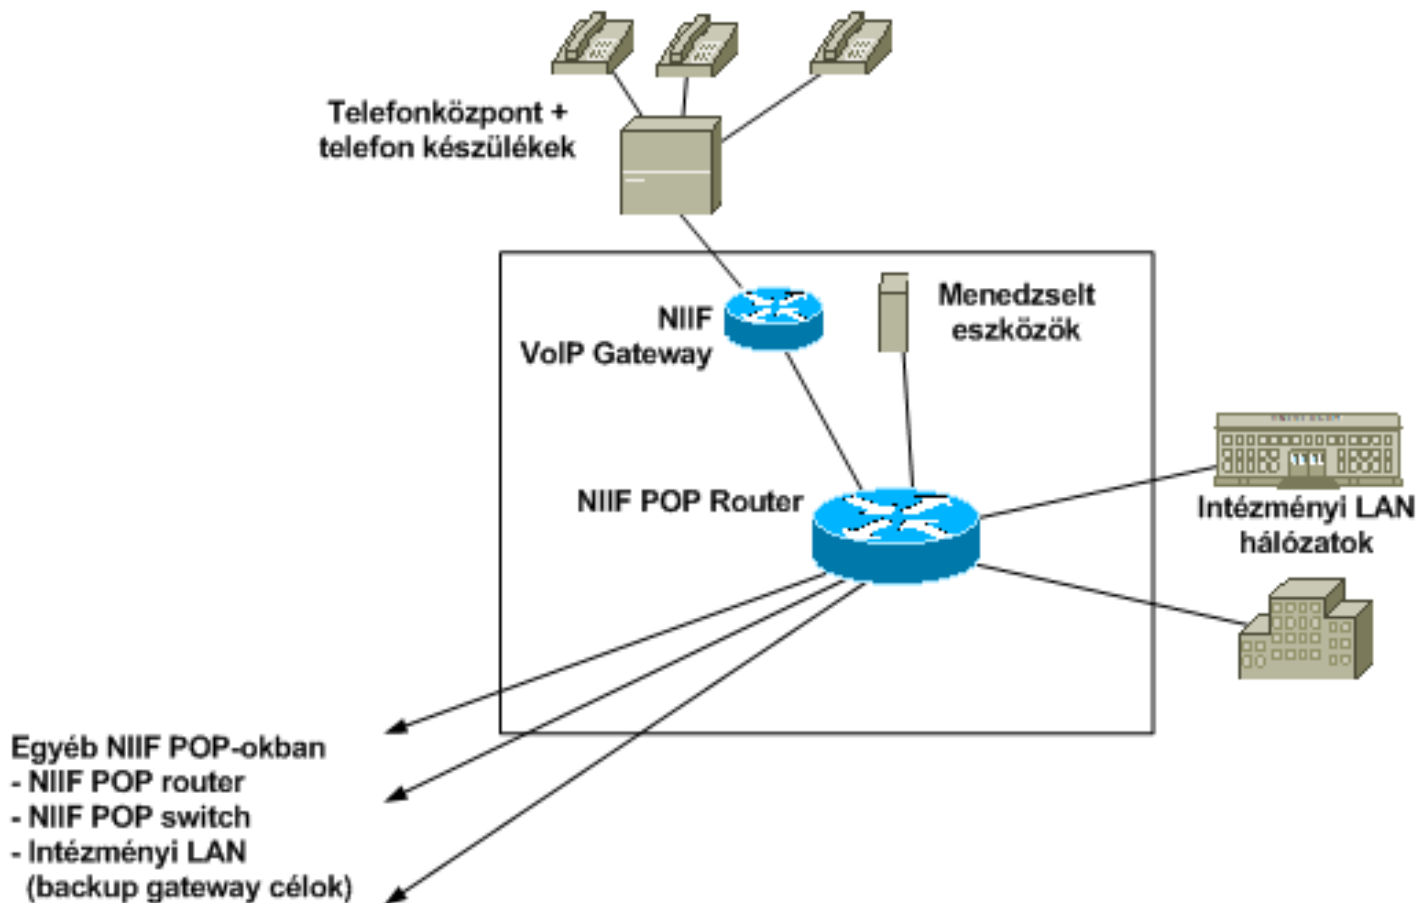 Telefonközpont +
telefon készülékek
NIIF
VoIP Gateway
Menedzselt
eszközök
NIIF POP Router
Intézményi LAN
hálózatok
Egyéb NIIF POP-okban
- NIIF POP router
- NIIF POP switch
- Intézményi LAN
(backup gateway célok)